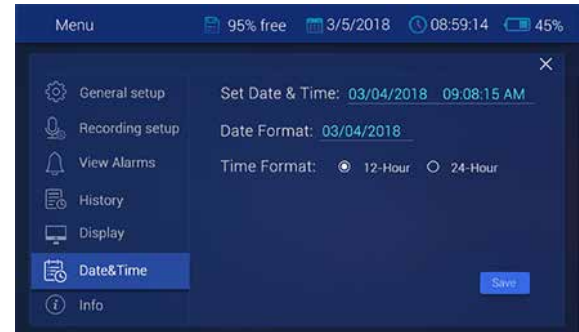 Menu 95% free 3/5/2018 08:59:14 45%
General setup
Recording setup
View Alarms
History
Display
Date&Time
Info
Set Date & Time: 03/04/2018 09:08:15 AM
Date Format: 03/04/2018
Time Format: 12-Hour 24-Hour
Save